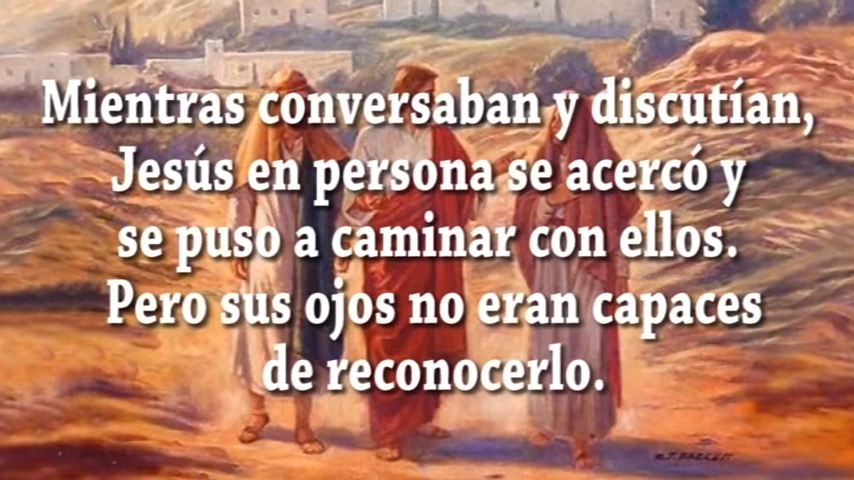 Mientras conversaban y discutían,
Jesús en persona se acercó y
se puso a caminar con ellos.
Pero sus ojos no eran capaces
de reconocerlo.